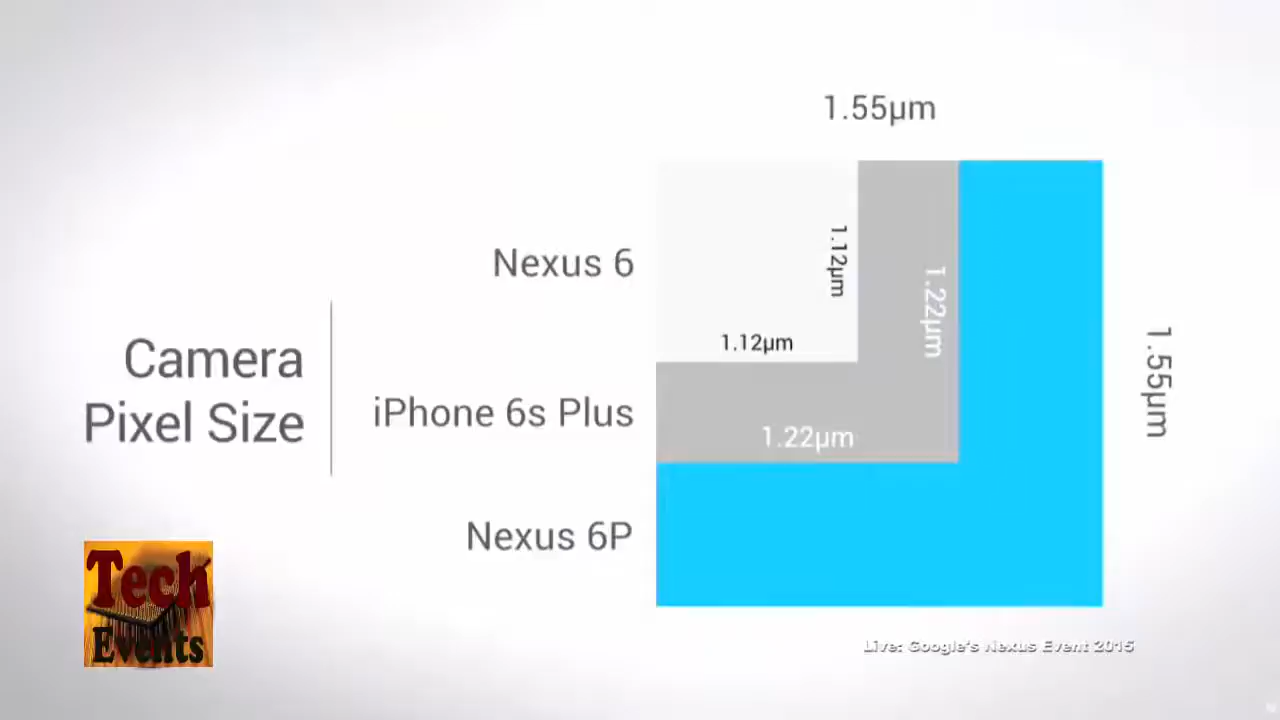 1.55µm
Nexus 6
1.12µm
1.12µm
Camera
Pixel Size
iPhone 6s Plus
1.22µm
1.22µm
1.55µm
Nexus 6P
Tech
Events
Live: Google's Nexus Event 2015